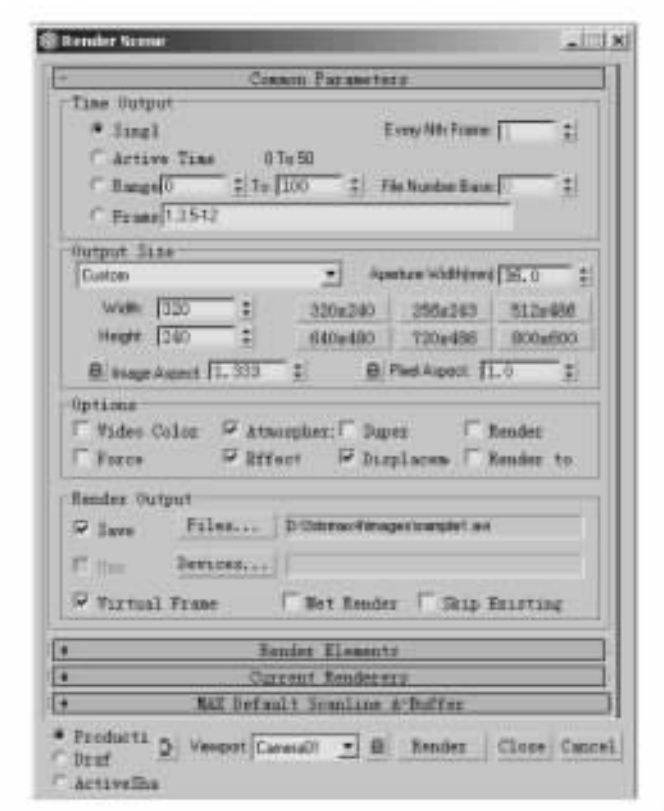 Render Scene
Common Parameters
Time Output
Singl
Every Nth Frame:
Active Time 0 To 50
Range 0 To 100 File Number Base: 0
Frame 1,3,5-12
Output Size
Custom Aperture Width(mm) 36.0
Width: 320 320x240 256x243 512x486
Height: 240 640x480 720x486 800x600
Image Aspect 1.333 Pixel Aspect: 1.0
Options
Video Color Atmospher: Super Render
Force Effect Displacem Render to
Render Output
Save Files...
Devices...
Virtual Frame Net Render Skip Existing
Render Elements
Current Renderers
MAX Default Scanline A-Buffer
Producti
Draf
ActiveSha
Viewport: Camera01 Render Close Cancel